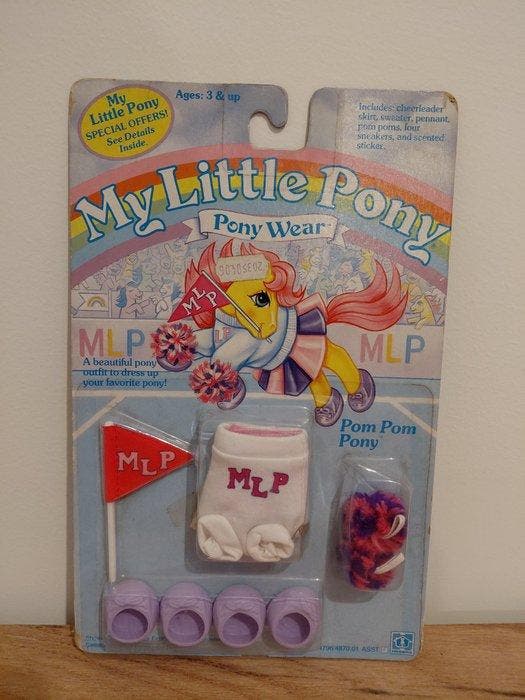 My
Little Pony
SPECIAL OFFERS!
See Details
Inside.
Ages: 3 & up
Includes: cheerleader
skirt, sweater, pennant,
pom poms, four
sneakers, and scented
sticker.
My Little Pony
Pony Wear
MLP
MLP
MLP
A beautiful pony
outfit to dress up
your favorite pony!
Pom Pom
Pony
MLP
MLP
ASST